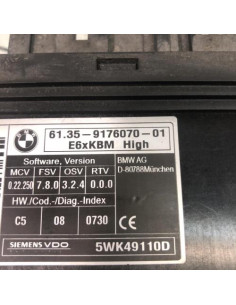 BMW
61.35-9176070-01
E6xKBM High
Software, Version
MCV FSV OSV RTV
0.22.250 7.8.0 3.2.4 0.0.0
HW./Cod.-/Diag.-Index
C5 08 0730
BMW AG
D-80788München
SIEMENS VDO 5WK49110D